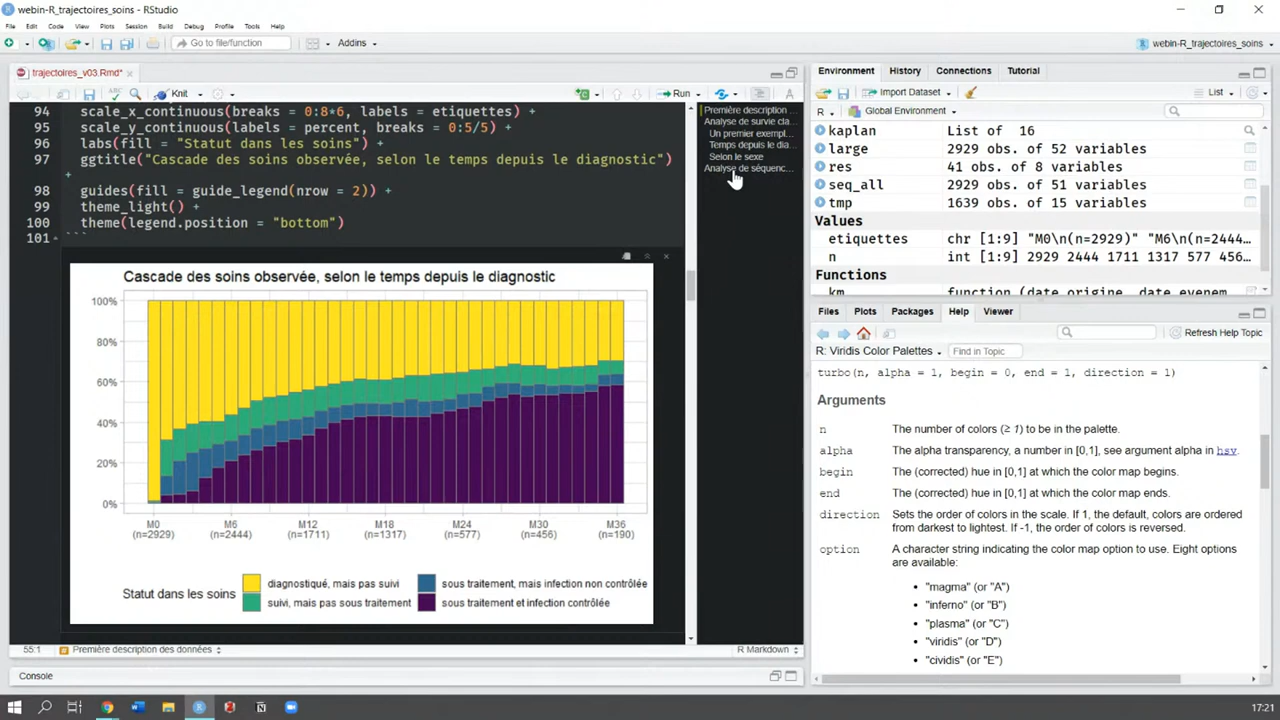 webin-R_trajectoires_soins - RStudio
File Edit Code View Plots Session Build Debug Profile Tools Help
Go to file/function Addins webin-R_trajectoires_soins
trajectoires_v03.Rmd*
Knit Run
94 scale_x_continuous(breaks = 0:8*6, labels = etiquettes) +
95 scale_y_continuous(labels = percent, breaks = 0:5/5) +
96 labs(fill = "Statut dans les soins") +
97 ggtitle("Cascade des soins observée, selon le temps depuis le diagnostic")
+
98 guides(fill = guide_legend(nrow = 2)) +
99 theme_light() +
100 theme(legend.position = "bottom")
101 ```
Première description ...
Analyse de survie cla...
Un premier exempl...
Temps depuis le dia...
Selon le sexe
Analyse de séquenc...
Cascade des soins observée, selon le temps depuis le diagnostic
100%
80%
60%
40%
20%
0%
M0 M6 M12 M18 M24 M30 M36
(n=2929) (n=2444) (n=1711) (n=1317) (n=577) (n=456) (n=190)
Statut dans les soins
diagnostiqué, mais pas suivi
suivi, mais pas sous traitement
sous traitement, mais infection non contrôlée
sous traitement et infection contrôlée
55:1 Première description des données R Markdown
Console
Environment History Connections Tutorial
Import Dataset List
R Global Environment
kaplan List of 16
large 2929 obs. of 52 variables
res 41 obs. of 8 variables
seq_all 2929 obs. of 51 variables
tmp 1639 obs. of 15 variables
Values
etiquettes chr [1:9] "M0\n(n=2929)" "M6\n(n=2444...
n int [1:9] 2929 2444 1711 1317 577 456...
Functions
km function (date_origine, date_evenem...
Files Plots Packages Help Viewer
Refresh Help Topic
R: Viridis Color Palettes Find in Topic
turbo(n, alpha = 1, begin = 0, end = 1, direction = 1)
Arguments
n The number of colors (≥ 1) to be in the palette.
alpha The alpha transparency, a number in [0,1], see argument alpha in hsv.
begin The (corrected) hue in [0,1] at which the color map begins.
end The (corrected) hue in [0,1] at which the color map ends.
direction Sets the order of colors in the scale. If 1, the default, colors are ordered
from darkest to lightest. If -1, the order of colors is reversed.
option A character string indicating the color map option to use. Eight options
are available:
• "magma" (or "A")
• "inferno" (or "B")
• "plasma" (or "C")
• "viridis" (or "D")
• "cividis" (or "E")
17:21